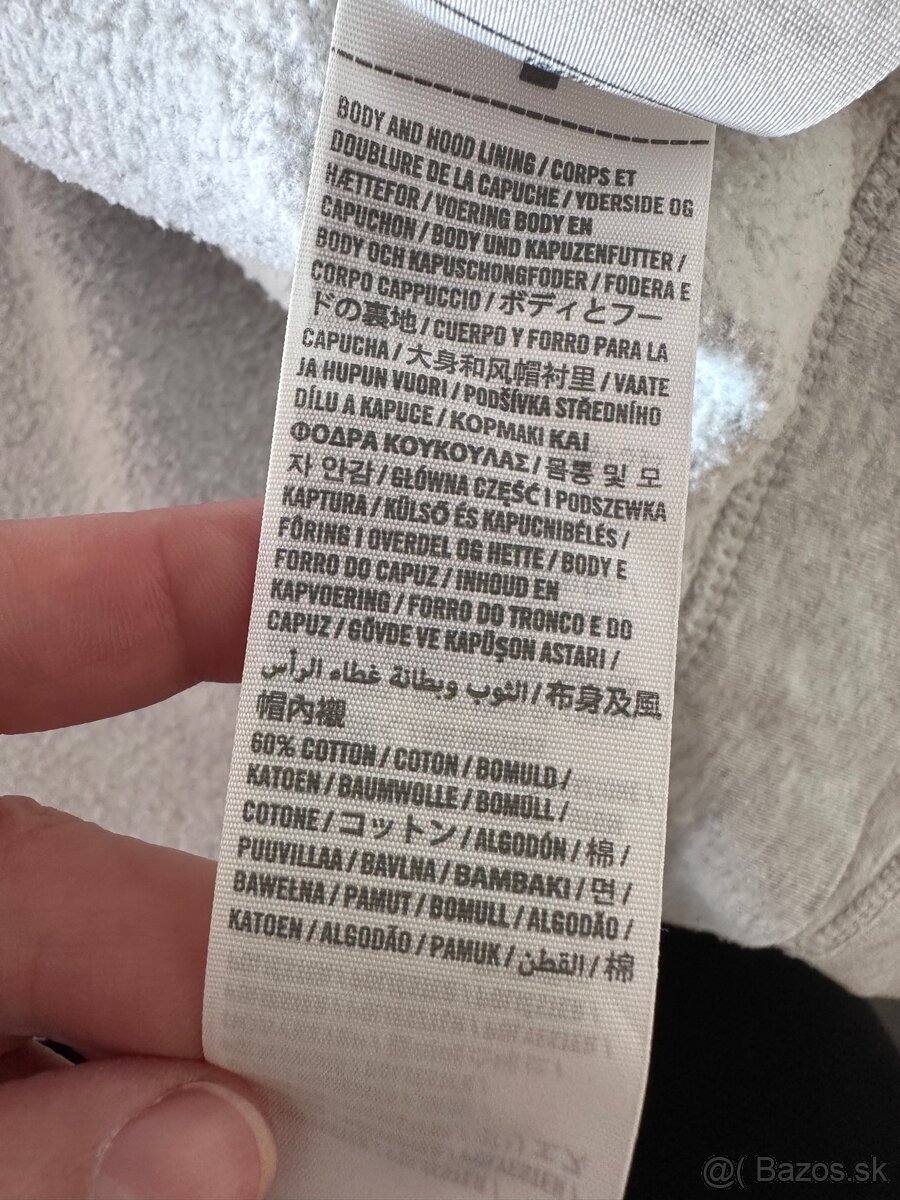 BODY AND HOOD LINING / CORPS ET
DOUBLURE DE LA CAPUCHE / YDERSIDE OG
HÆTTEFOR / VOERING BODY EN
CAPUCHON / BODY UND KAPUZENFUTTER /
BODY OCH KAPUSCHONGFODER / FODERA E
CORPO CAPPUCCIO / ボディとフー
ドの裏地 / CUERPO Y FORRO PARA LA
CAPUCHA / 大身和风帽衬里 / VAATE
JA HUPUN VUORI / PODŠÍVKA STŘEDNÍHO
DÍLU A KAPUCE / ΚΟΡΜΑΚΙ ΚΑΙ
ΦΟΔΡΑ ΚΟΥΚΟΥΛΑΣ / 몸통 및 모
자 안감 / GŁÓWNA CZĘŚĆ I PODSZEWKA
KAPTURA / KÜLSŐ ÉS KAPUCNIBÉLÉS /
FÔRING I OVERDEL OG HETTE / BODY E
FORRO DO CAPUZ / INHOUD EN
KAPVOERING / FORRO DO TRONCO E DO
CAPUZ / GÖVDE VE KAPÜŞON ASTARI /
الثوب وبطانة غطاء الرأس / 布身及風
帽內襯
60% COTTON / COTON / BOMULD /
KATOEN / BAUMWOLLE / BOMULL /
COTONE / コットン / ALGODÓN / 棉 /
PUUVILLAA / BAVLNA / ΒΑΜΒΑΚΙ / 면 /
BAWEŁNA / PAMUT / BOMULL / ALGODÃO /
KATOEN / ALGODÃO / PAMUK / القطن / 棉
@( Bazos.sk